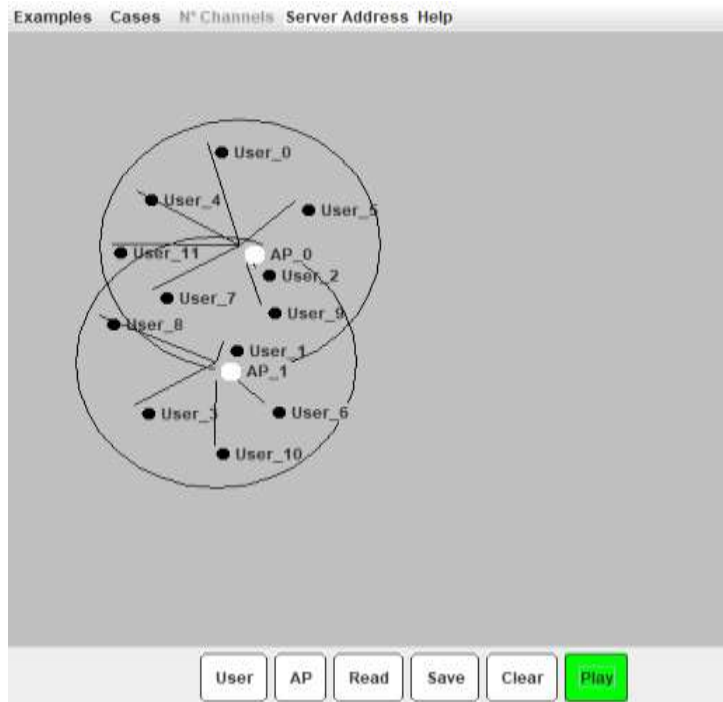 Examples Cases Nº Channels Server Address Help
User_0
User_4
User_5
User_11
AP_0
User_2
User_7
User_9
User_8
User_1
AP_1
User_3
User_6
User_10
User AP Read Save Clear Play